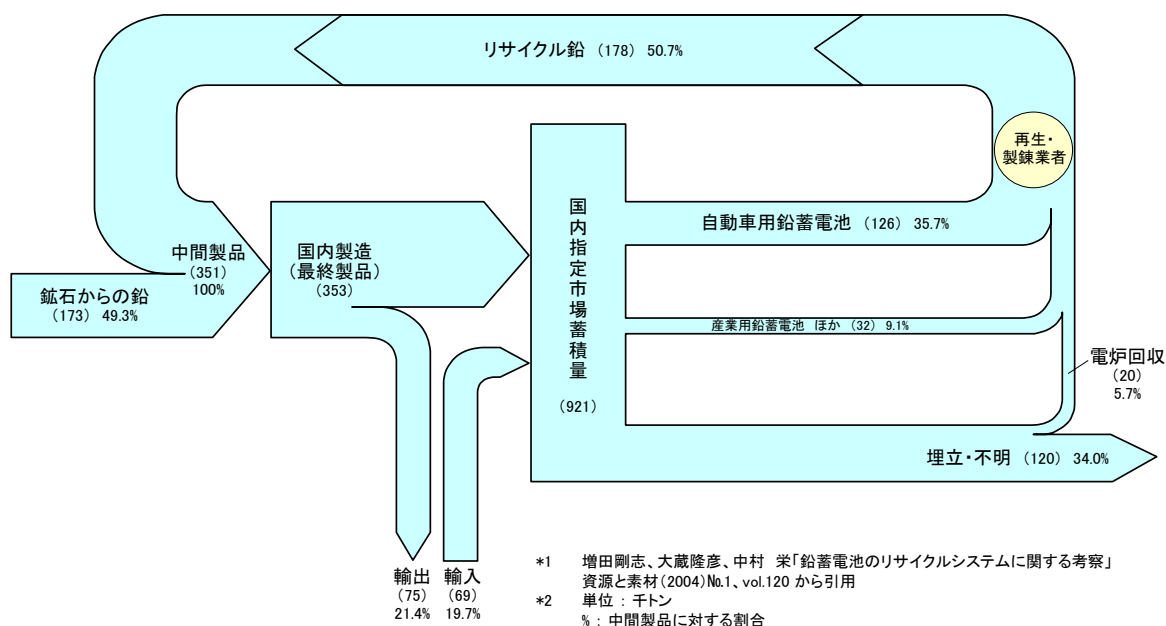 リサイクル鉛 (178) 50.7%
再生・
製錬業者
国内指定市場蓄積量
(921)
自動車用鉛蓄電池 (126) 35.7%
中間製品
(351)
100%
国内製造
(最終製品)
(353)
鉱石からの鉛
(173) 49.3%
産業用鉛蓄電池 ほか (32) 9.1%
電炉回収
(20)
5.7%
埋立・不明 (120) 34.0%
輸出
(75)
21.4%
輸入
(69)
19.7%
*1 増田剛志、大蔵隆彦、中村 栄「鉛蓄電池のリサイクルシステムに関する考察」
資源と素材(2004)№1、vol.120 から引用
*2 単位 : 千トン
% : 中間製品に対する割合